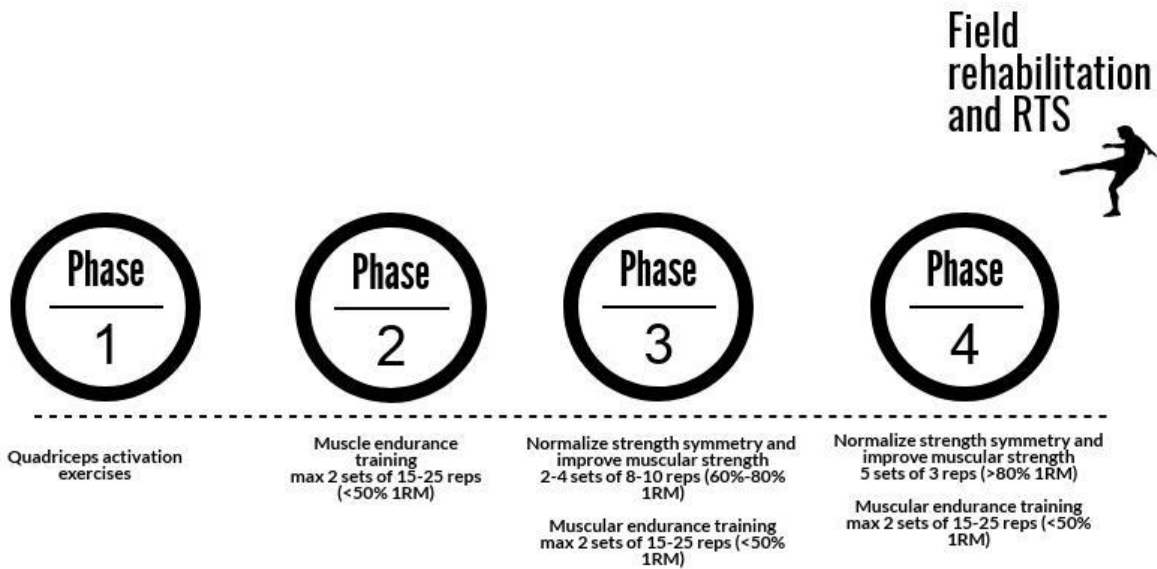 Field
rehabilitation
and RTS
Phase
1
Phase
2
Phase
3
Phase
4
Quadriceps activation
exercises
Muscle endurance
training
max 2 sets of 15-25 reps
(<50% 1RM)
Normalize strength symmetry and
improve muscular strength
2-4 sets of 8-10 reps (60%-80%
1RM)
Muscular endurance training
max 2 sets of 15-25 reps (<50%
1RM)
Normalize strength symmetry and
improve muscular strength
5 sets of 3 reps (>80% 1RM)
Muscular endurance training
max 2 sets of 15-25 reps (<50%
1RM)